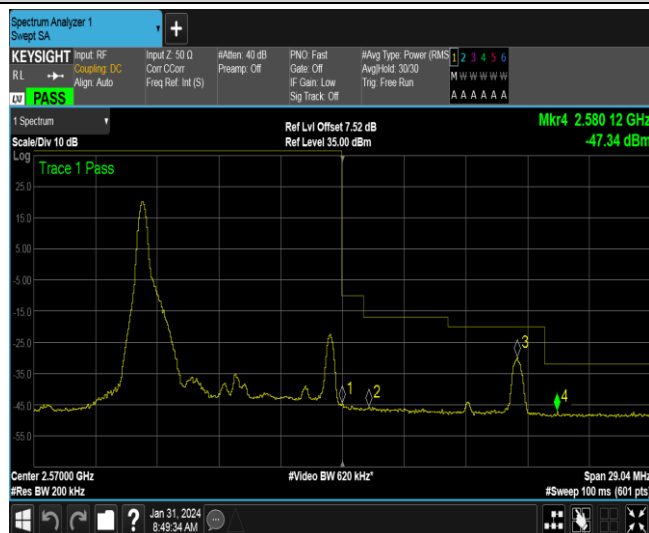 Spectrum Analyzer 1
Swept SA
+
KEYSIGHT
RL
LXI PASS
Input: RF
Coupling: DC
Align: Auto
Input Z: 50 Ω
Corr CCorr
Freq Ref: Int (S)
#Atten: 40 dB
Preamp: Off
PNO: Fast
Gate: Off
IF Gain: Low
Sig Track: Off
#Avg Type: Power (RMS
Avg|Hold: 30/30
Trig: Free Run
1 2 3 4 5 6
M W W W W W
A A A A A A
1 Spectrum
Scale/Div 10 dB
Ref Lvl Offset 7.52 dB
Ref Level 35.00 dBm
Mkr4 2.580 12 GHz
-47.34 dBm
Log
Trace 1 Pass
25.0
15.0
5.00
-5.00
-15.0
-25.0
-35.0
-45.0
-55.0
1
2
3
4
Center 2.57000 GHz
#Res BW 200 kHz
#Video BW 620 kHz*
Span 29.04 MHz
#Sweep 100 ms (601 pts)
?
Jan 31, 2024
8:49:34 AM